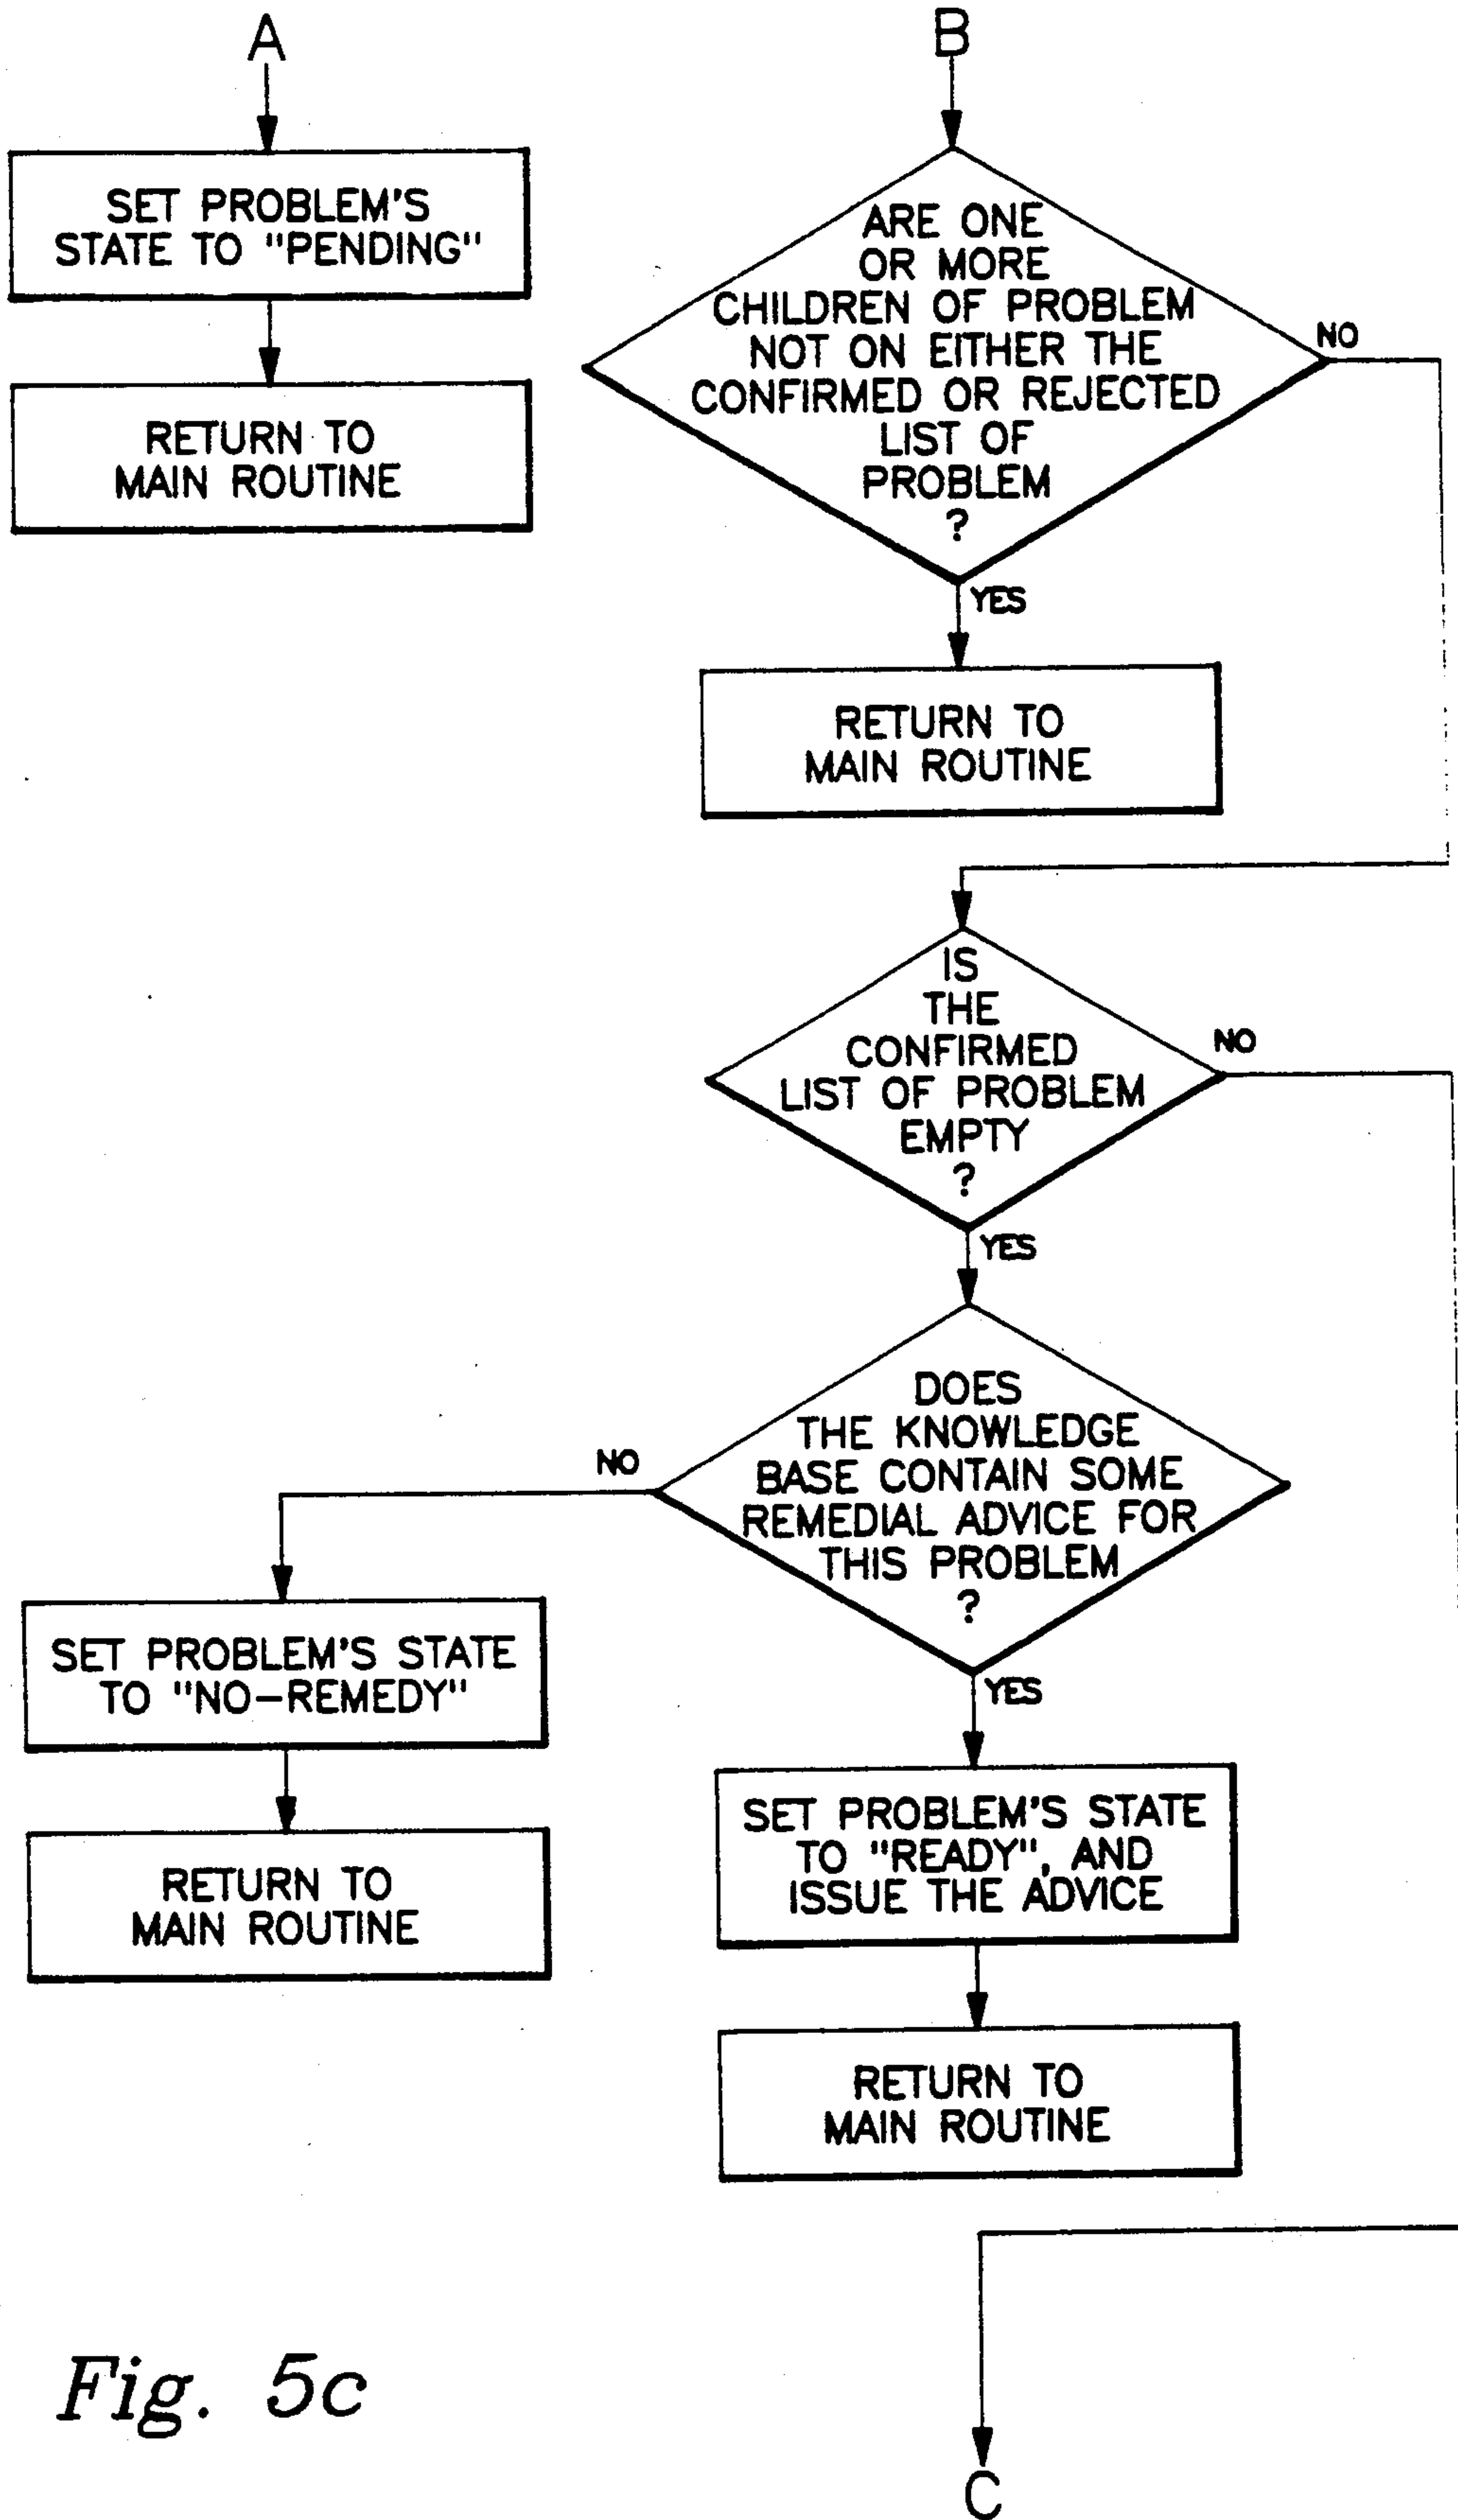 A
SET PROBLEM'S
STATE TO "PENDING"
RETURN TO
MAIN ROUTINE
B
ARE ONE
OR MORE
CHILDREN OF PROBLEM
NOT ON EITHER THE
CONFIRMED OR REJECTED
LIST OF
PROBLEM
?
NO
YES
RETURN TO
MAIN ROUTINE
IS
THE
CONFIRMED
LIST OF PROBLEM
EMPTY
?
NO
YES
DOES
THE KNOWLEDGE
BASE CONTAIN SOME
REMEDIAL ADVICE FOR
THIS PROBLEM
?
NO
SET PROBLEM'S STATE
TO "NO-REMEDY"
RETURN TO
MAIN ROUTINE
YES
SET PROBLEM'S STATE
TO "READY", AND
ISSUE THE ADVICE
RETURN TO
MAIN ROUTINE
C
Fig. 5c